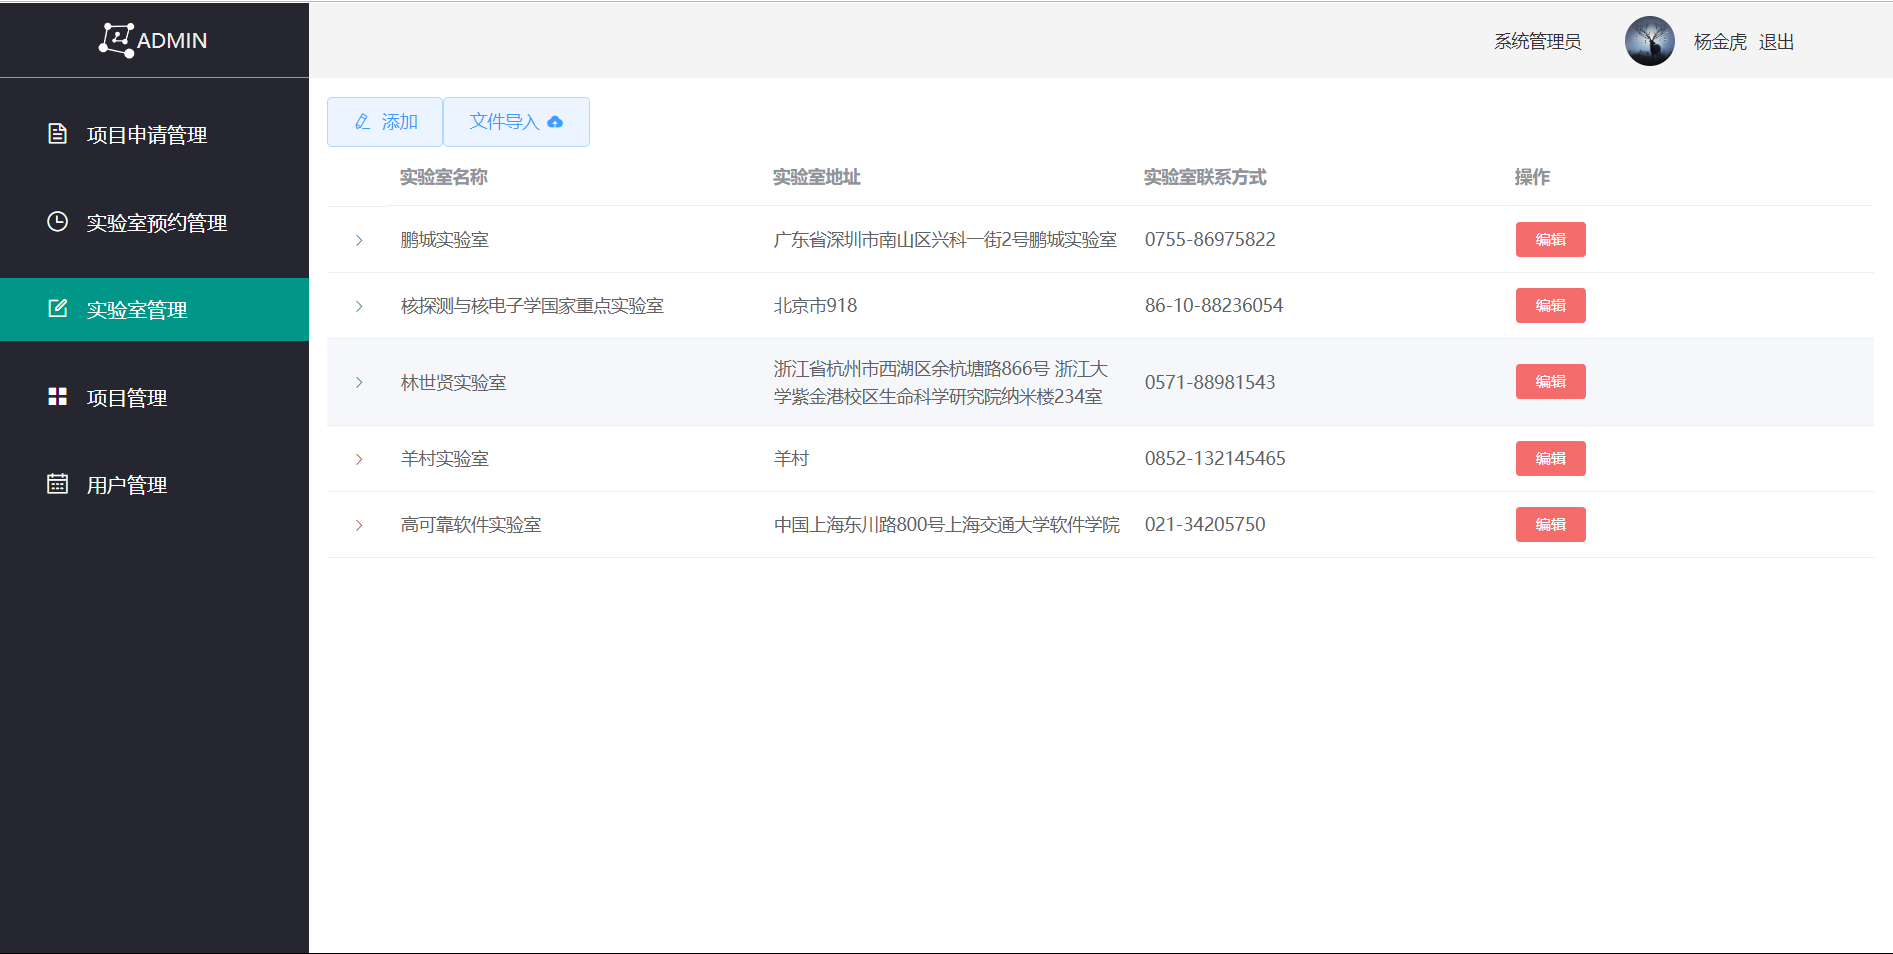 ADMIN
系统管理员 杨金虎 退出
项目申请管理
实验室预约管理
实验室管理
项目管理
用户管理
添加 文件导入
实验室名称 实验室地址 实验室联系方式 操作
鹏城实验室 广东省深圳市南山区兴科一街2号鹏城实验室 0755-86975822 编辑
核探测与核电子学国家重点实验室 北京市918 86-10-88236054 编辑
林世贤实验室 浙江省杭州市西湖区余杭塘路866号 浙江大
学紫金港校区生命科学研究院纳米楼234室 0571-88981543 编辑
羊村实验室 羊村 0852-132145465 编辑
高可靠软件实验室 中国上海东川路800号上海交通大学软件学院 021-34205750 编辑